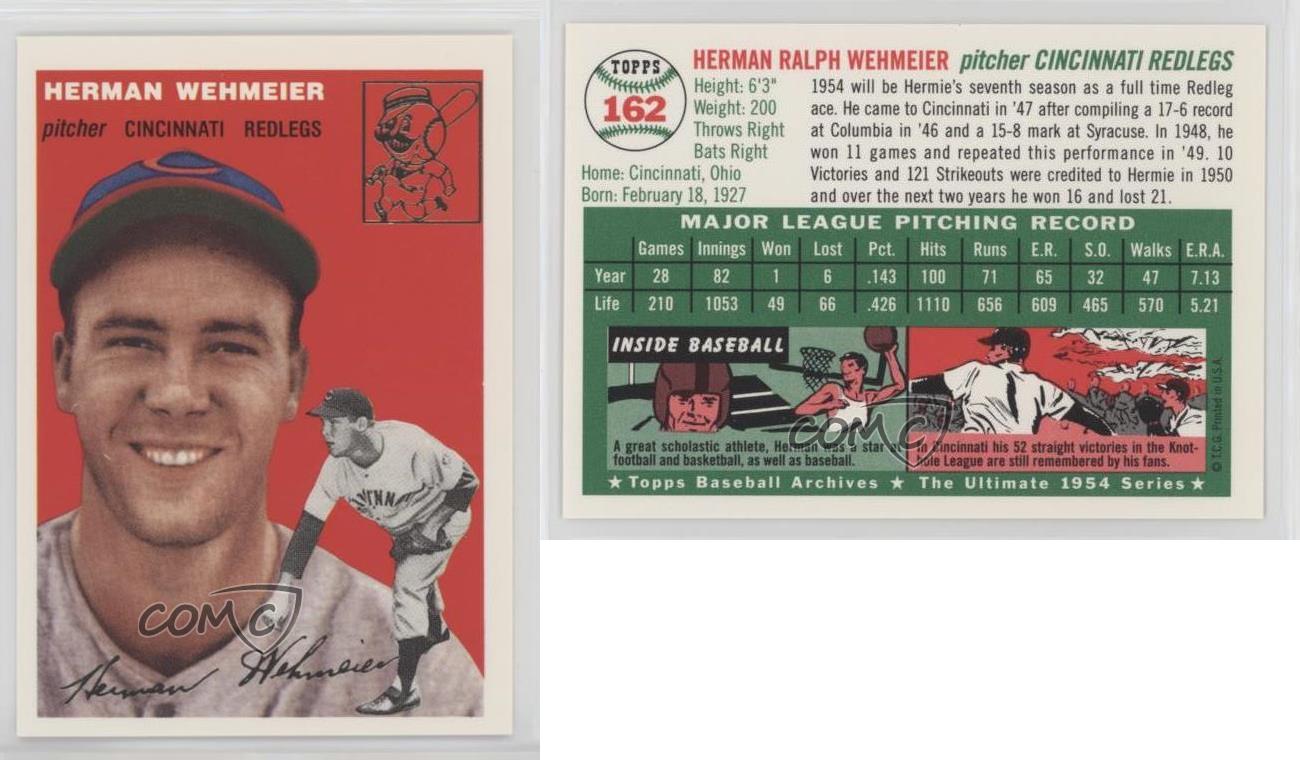 HERMAN WEHMEIER
pitcher CINCINNATI REDLEGS
COMC
Herman Wehmeier
TOPPS
162
HERMAN RALPH WEHMEIER pitcher CINCINNATI REDLEGS
Height: 6'3"
Weight: 200
Throws Right
Bats Right
Home: Cincinnati, Ohio
Born: February 18, 1927
1954 will be Hermie's seventh season as a full time Redleg
ace. He came to Cincinnati in '47 after compiling a 17-6 record
at Columbia in '46 and a 15-8 mark at Syracuse. In 1948, he
won 11 games and repeated this performance in '49. 10
Victories and 121 Strikeouts were credited to Hermie in 1950
and over the next two years he won 16 and lost 21.
MAJOR LEAGUE PITCHING RECORD
Games Innings Won Lost Pct. Hits Runs E.R. S.O. Walks E.R.A.
Year 28 82 1 6 .143 100 71 65 32 47 7.13
Life 210 1053 49 66 .426 1110 656 609 465 570 5.21
INSIDE BASEBALL
A great scholastic athlete, Herman was a star at
football and basketball, as well as baseball.
In Cincinnati his 52 straight victories in the Knot-
hole League are still remembered by his fans.
COMC
© T.C.G. Printed in U.S.A.
★ Topps Baseball Archives ★ The Ultimate 1954 Series ★